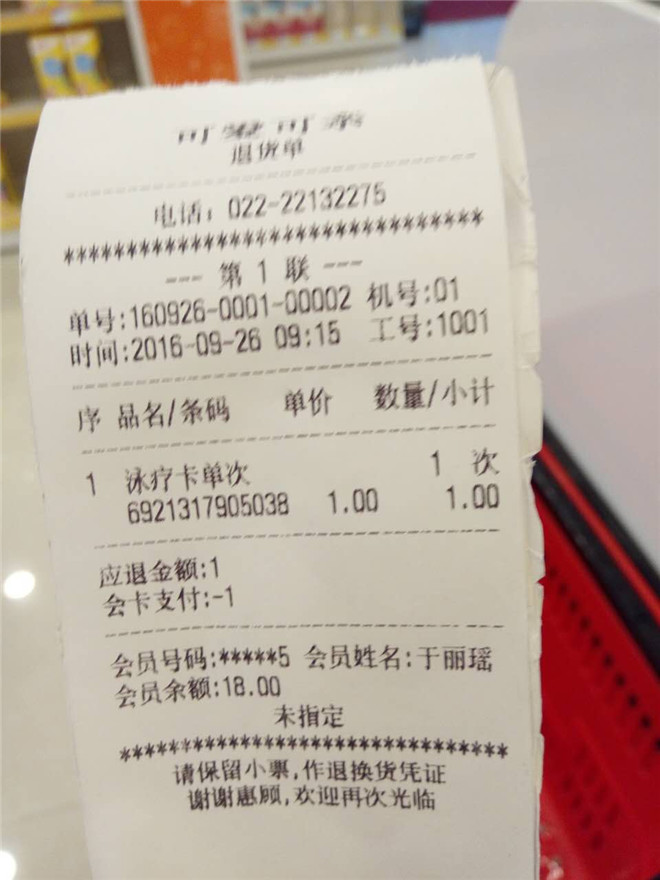 可爱可亲
退货单
电话：022-22132275
*********************************
--- 第 1 联 ---
单号:160926-0001-00002 机号:01
时间:2016-09-26 09:15 工号:1001
序 品名/条码 单价 数量/小计
1 泳疗卡单次 1 次
6921317905038 1.00 1.00
应退金额:1
会卡支付:-1
会员号码:*****5 会员姓名:于丽瑶
会员余额:18.00
未指定
*********************************
请保留小票,作退换货凭证
谢谢惠顾,欢迎再次光临